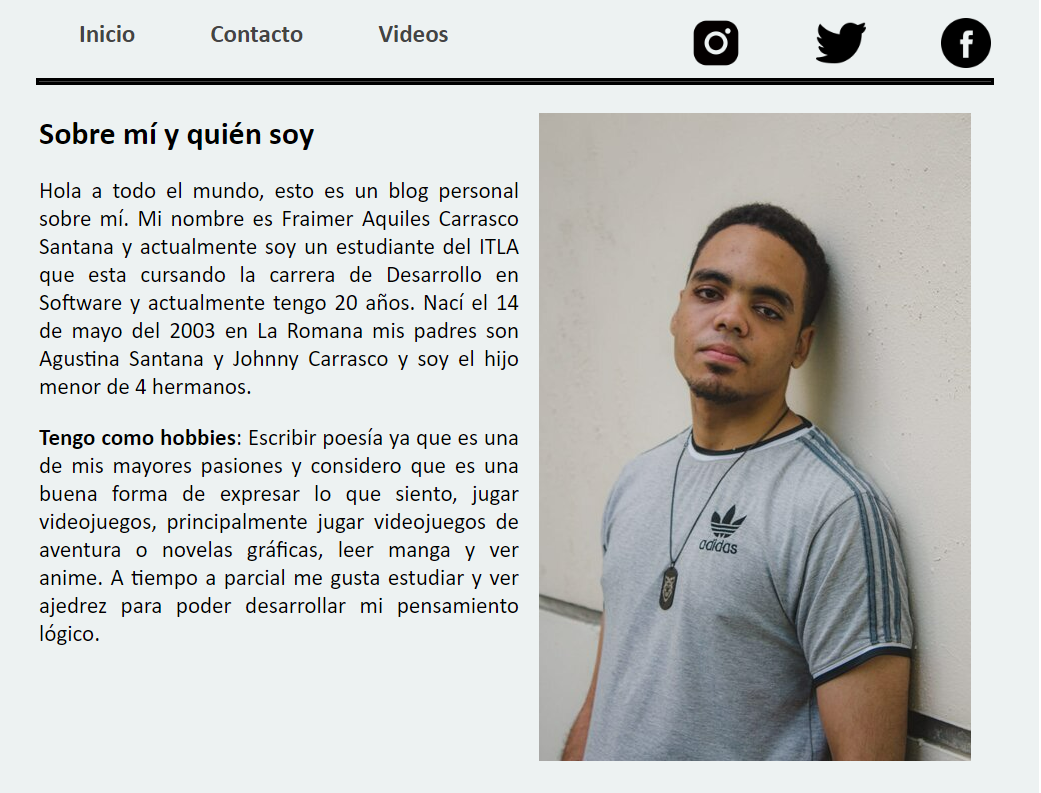 Inicio Contacto Videos
Sobre mí y quién soy
Hola a todo el mundo, esto es un blog personal
sobre mí. Mi nombre es Fraimer Aquiles Carrasco
Santana y actualmente soy un estudiante del ITLA
que esta cursando la carrera de Desarrollo en
Software y actualmente tengo 20 años. Nací el 14
de mayo del 2003 en La Romana mis padres son
Agustina Santana y Johnny Carrasco y soy el hijo
menor de 4 hermanos.
Tengo como hobbies: Escribir poesía ya que es una
de mis mayores pasiones y considero que es una
buena forma de expresar lo que siento, jugar
videojuegos, principalmente jugar videojuegos de
aventura o novelas gráficas, leer manga y ver
anime. A tiempo a parcial me gusta estudiar y ver
ajedrez para poder desarrollar mi pensamiento
lógico.
adidas